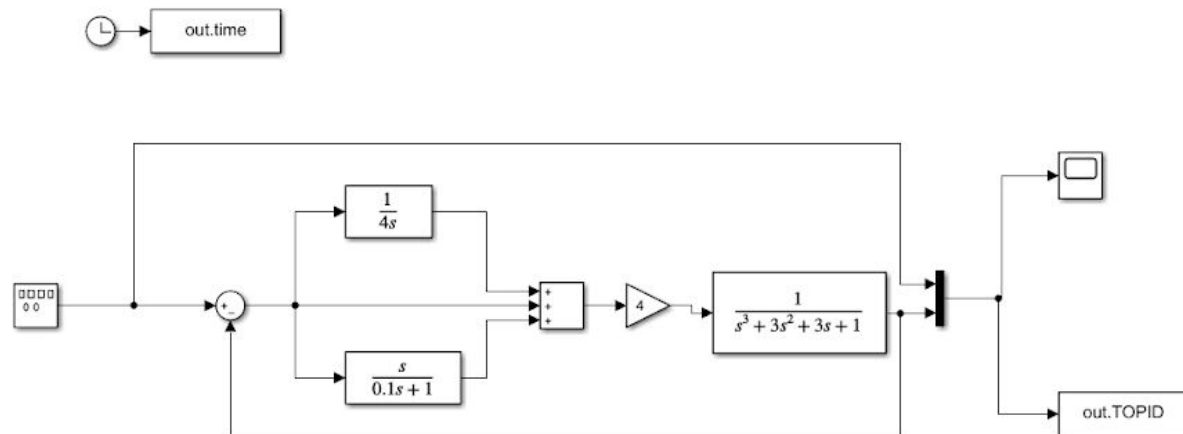 out.time
1
4s
+
−
+
+
+
4
1
s³ + 3s² + 3s + 1
s
0.1s + 1
out.TOPID